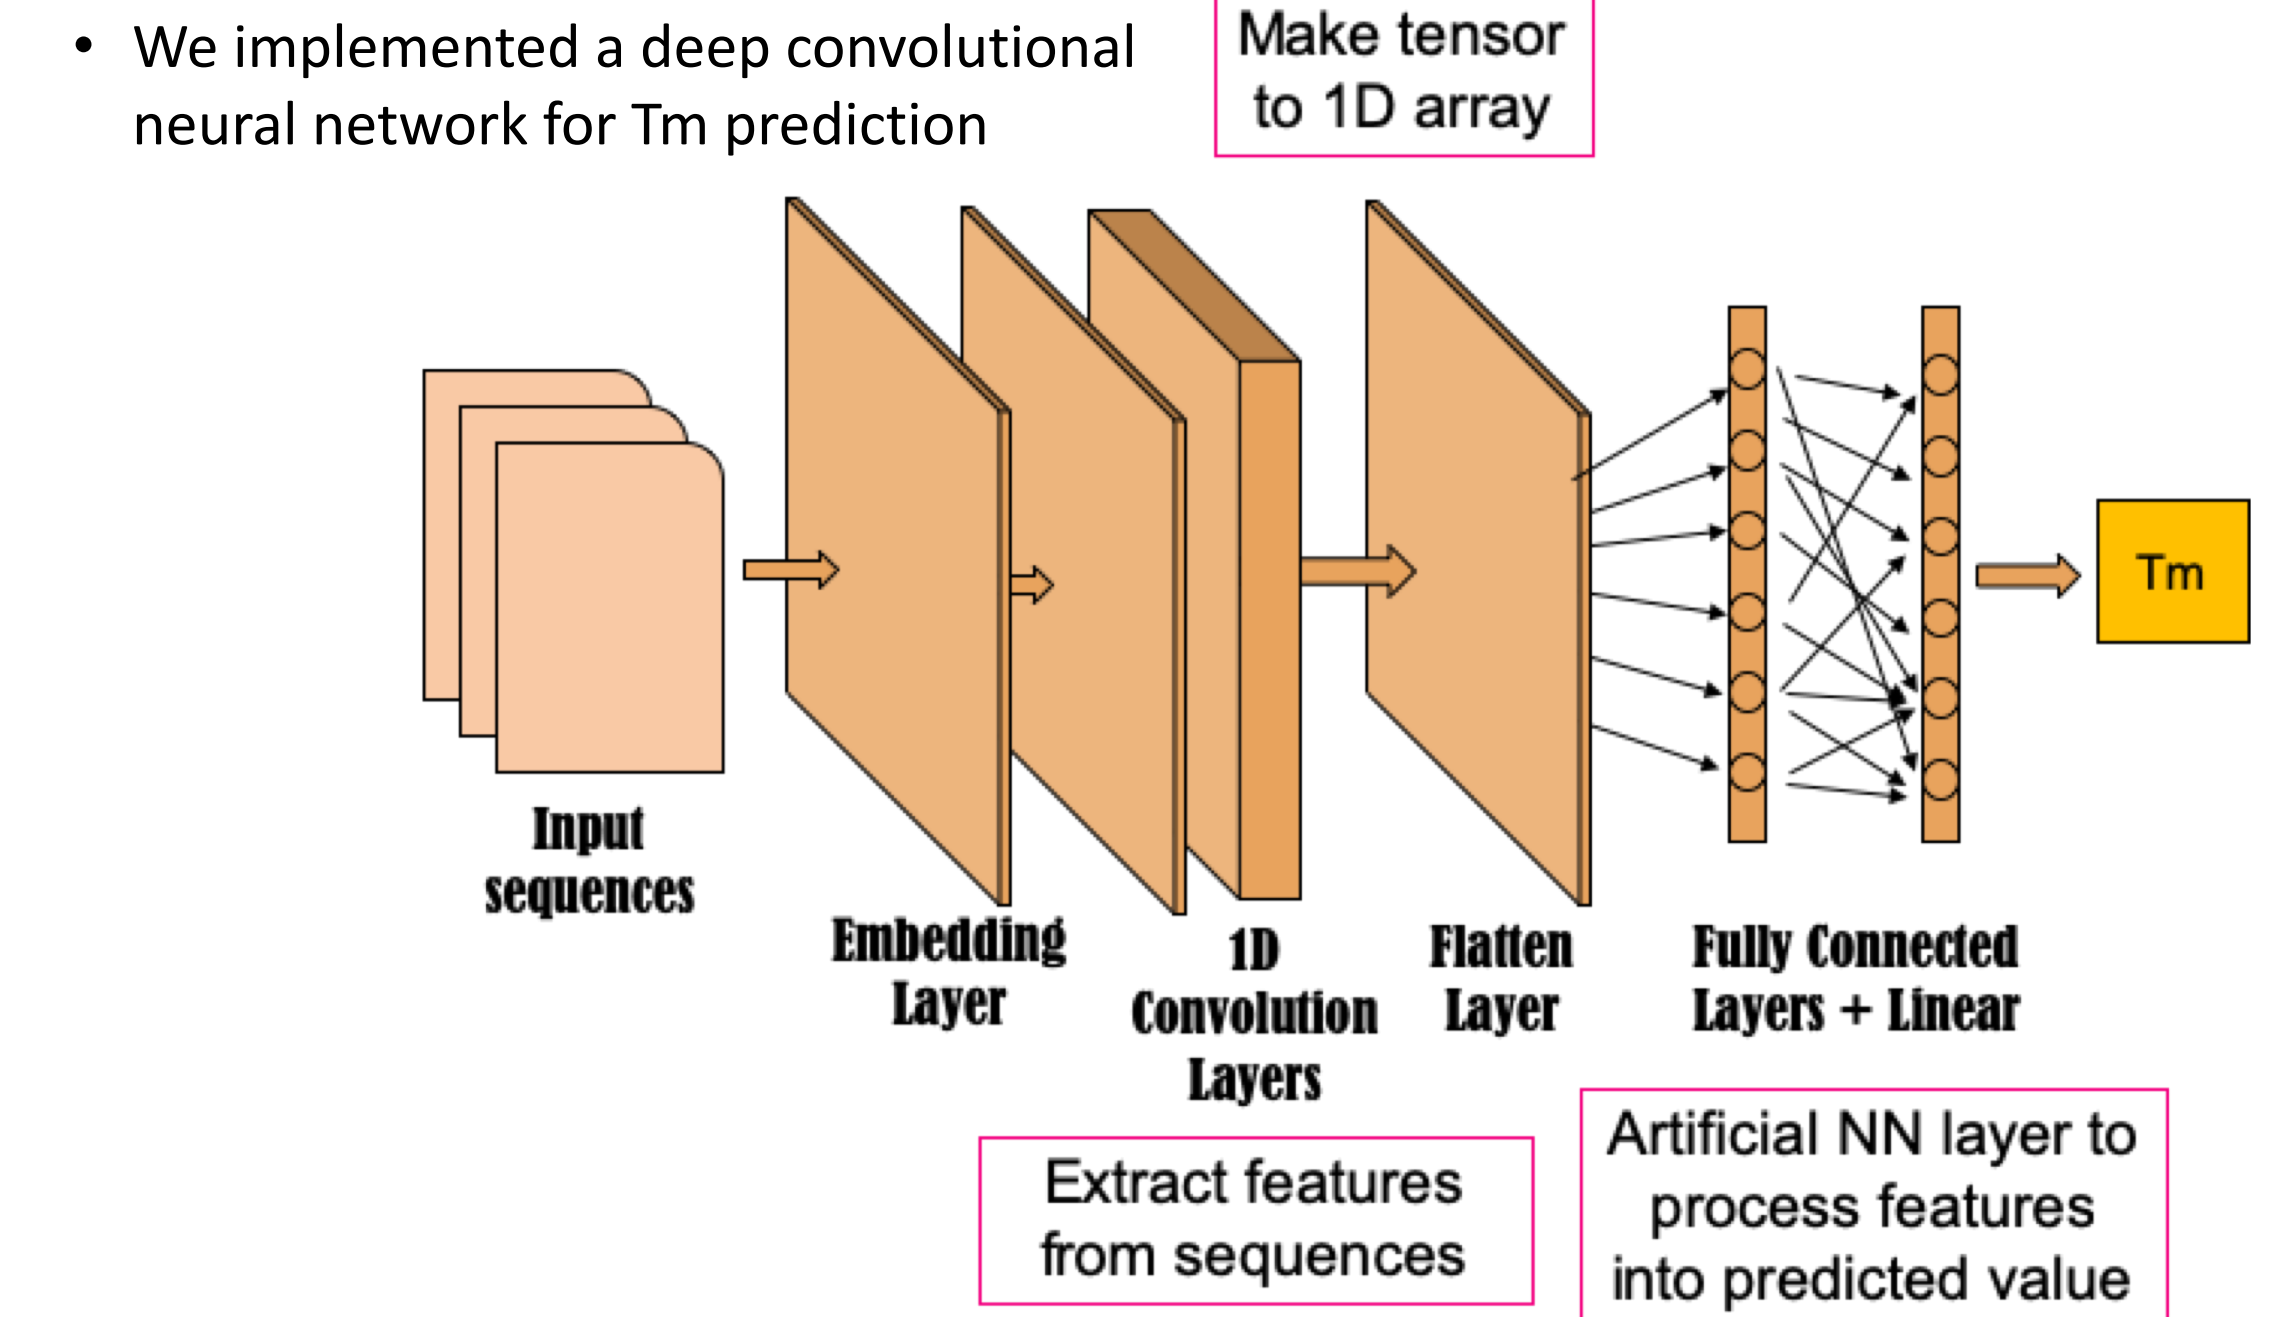 • We implemented a deep convolutional
neural network for Tm prediction
Make tensor
to 1D array
Input
sequences
Embedding
Layer
1D
Convolution
Layers
Flatten
Layer
Fully Connected
Layers + Linear
Tm
Extract features
from sequences
Artificial NN layer to
process features
into predicted value